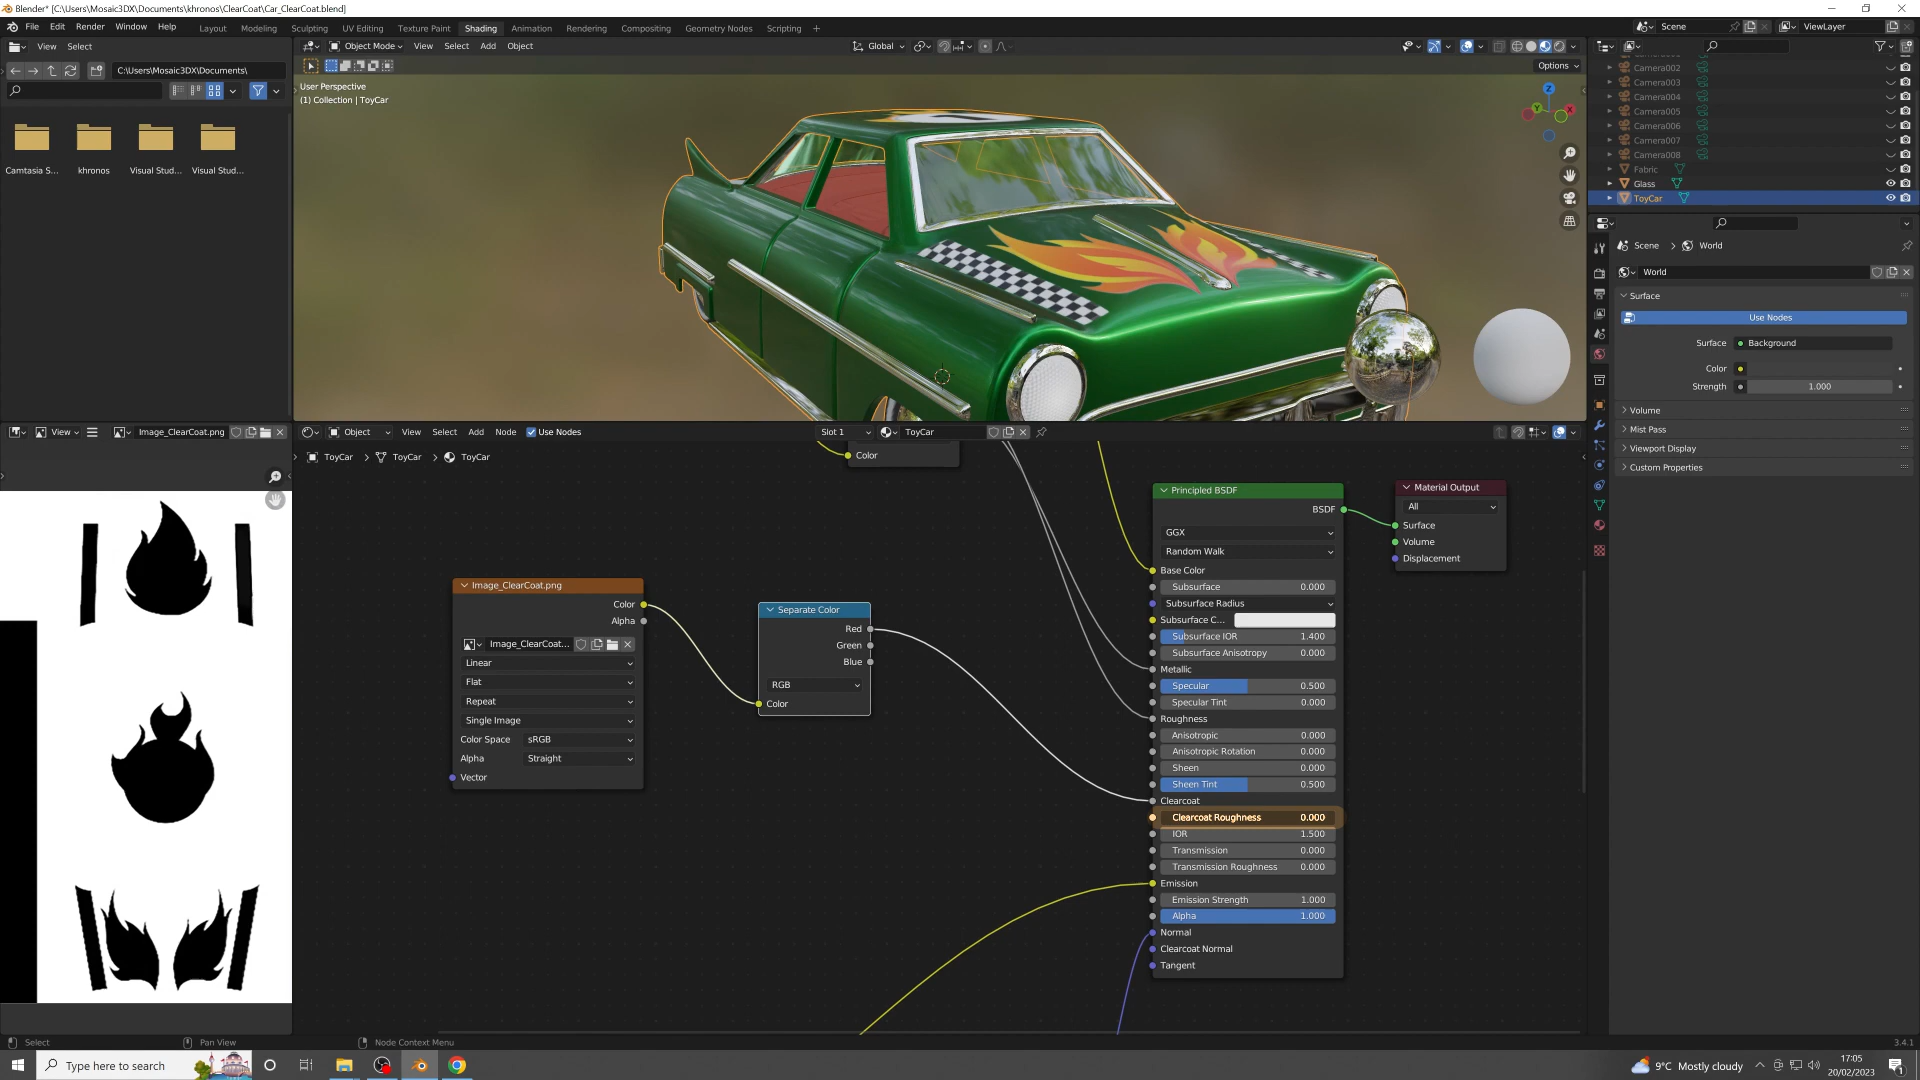 Blender* [C:\Users\Mosaic3DX\Documents\khronos\ClearCoat\Car_ClearCoat.blend]
File Edit Render Window Help Layout Modeling Sculpting UV Editing Texture Paint Shading Animation Rendering Compositing Geometry Nodes Scripting + Scene ViewLayer
View Select
Object Mode View Select Add Object Global
C:\Users\Mosaic3DX\Documents\
Options
User Perspective
(1) Collection | ToyCar
Z
Y
X
Camtasia S... khronos Visual Stud... Visual Stud...
Camera002
Camera003
Camera004
Camera005
Camera006
Camera007
Camera008
Fabric
Glass
ToyCar
Scene > World
World
Surface
Use Nodes
Surface Background
Color
Strength 1.000
Volume
Mist Pass
Viewport Display
Custom Properties
View Image_ClearCoat.png
Object View Select Add Node Use Nodes Slot 1 ToyCar
ToyCar > ToyCar > ToyCar
Color
Image_ClearCoat.png
Color
Alpha
Image_ClearCoat...
Linear
Flat
Repeat
Single Image
Color Space sRGB
Alpha Straight
Vector
Separate Color
Red
Green
Blue
RGB
Color
Principled BSDF
BSDF
GGX
Random Walk
Base Color
Subsurface 0.000
Subsurface Radius
Subsurface C...
Subsurface IOR 1.400
Subsurface Anisotropy 0.000
Metallic
Specular 0.500
Specular Tint 0.000
Roughness
Anisotropic 0.000
Anisotropic Rotation 0.000
Sheen 0.000
Sheen Tint 0.500
Clearcoat
Clearcoat Roughness 0.000
IOR 1.500
Transmission 0.000
Transmission Roughness 0.000
Emission
Emission Strength 1.000
Alpha 1.000
Normal
Clearcoat Normal
Tangent
Material Output
All
Surface
Volume
Displacement
Select Pan View Node Context Menu 3.4.1
Type here to search
9°C Mostly cloudy
17:05
20/02/2023
1